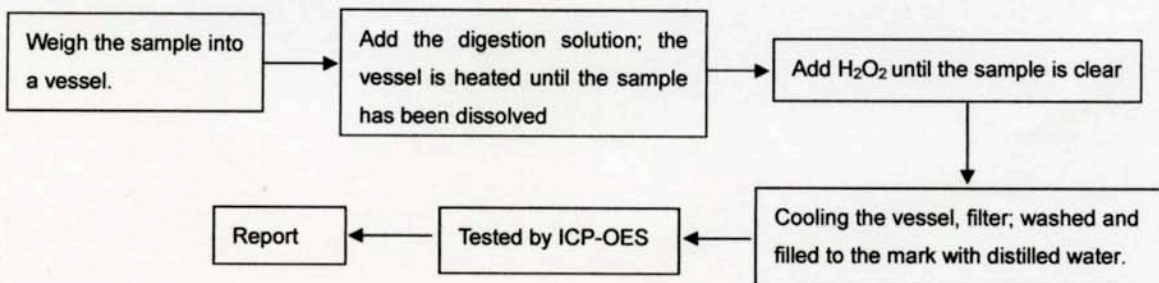 Weigh the sample into
a vessel.
Add the digestion solution; the
vessel is heated until the sample
has been dissolved
Add H₂O₂ until the sample is clear
Cooling the vessel, filter; washed and
filled to the mark with distilled water.
Tested by ICP-OES
Report